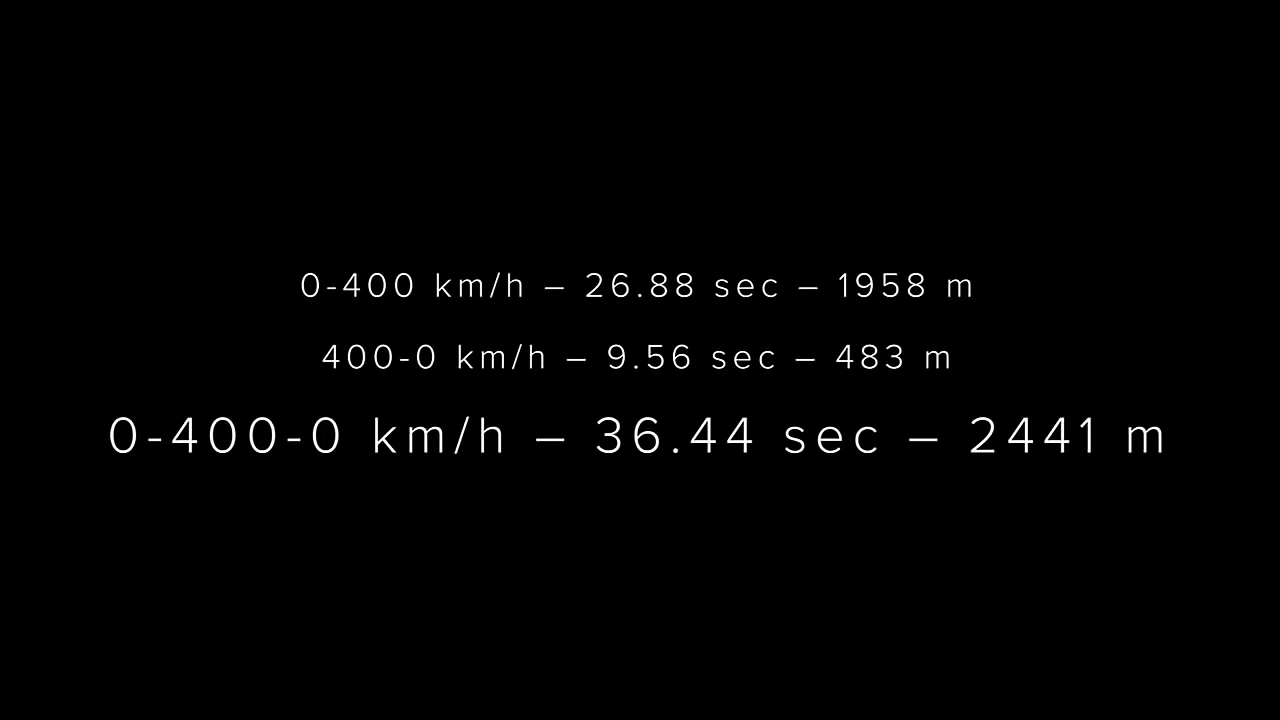 0-400 km/h – 26.88 sec – 1958 m
400-0 km/h – 9.56 sec – 483 m
0-400-0 km/h – 36.44 sec – 2441 m